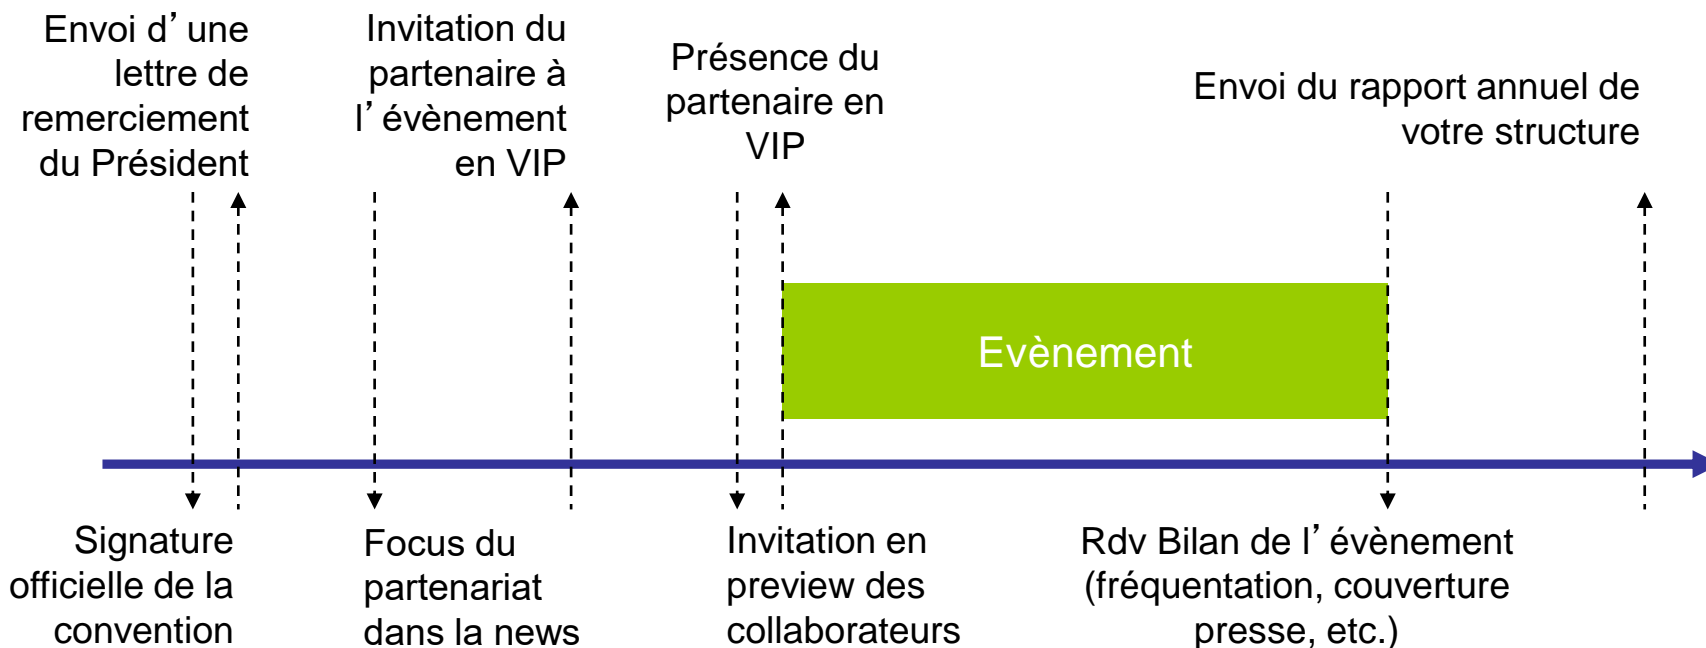 Envoi d’une
lettre de
remerciement
du Président
Invitation du
partenaire à
l’évènement
en VIP
Présence du
partenaire en
VIP
Envoi du rapport annuel de
votre structure
Evènement
Signature
officielle de la
convention
Focus du
partenariat
dans la news
Invitation en
preview des
collaborateurs
Rdv Bilan de l’évènement
(fréquentation, couverture
presse, etc.)